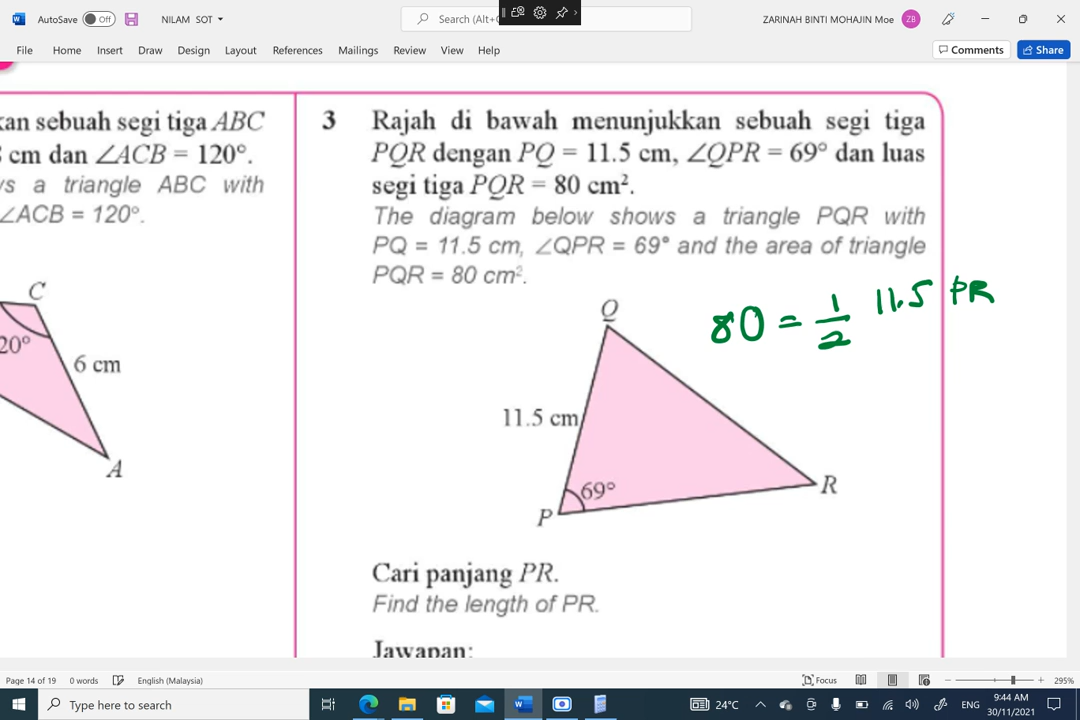 AutoSave Off NILAM SOT Search (Alt+ ZARINAH BINTI MOHAJIN Moe ZB
File Home Insert Draw Design Layout References Mailings Review View Help Comments Share
kan sebuah segi tiga ABC
cm dan ∠ACB = 120°.
s a triangle ABC with
∠ACB = 120°.
C
20°
6 cm
A
3 Rajah di bawah menunjukkan sebuah segi tiga
PQR dengan PQ = 11.5 cm, ∠QPR = 69° dan luas
segi tiga PQR = 80 cm².
The diagram below shows a triangle PQR with
PQ = 11.5 cm, ∠QPR = 69° and the area of triangle
PQR = 80 cm².
80 = 1/2 11.5 PR
Q
11.5 cm
69°
P
R
Cari panjang PR.
Find the length of PR.
Jawapan:
Page 14 of 19 0 words English (Malaysia) Focus 295%
Type here to search 24°C ENG 9:44 AM
30/11/2021